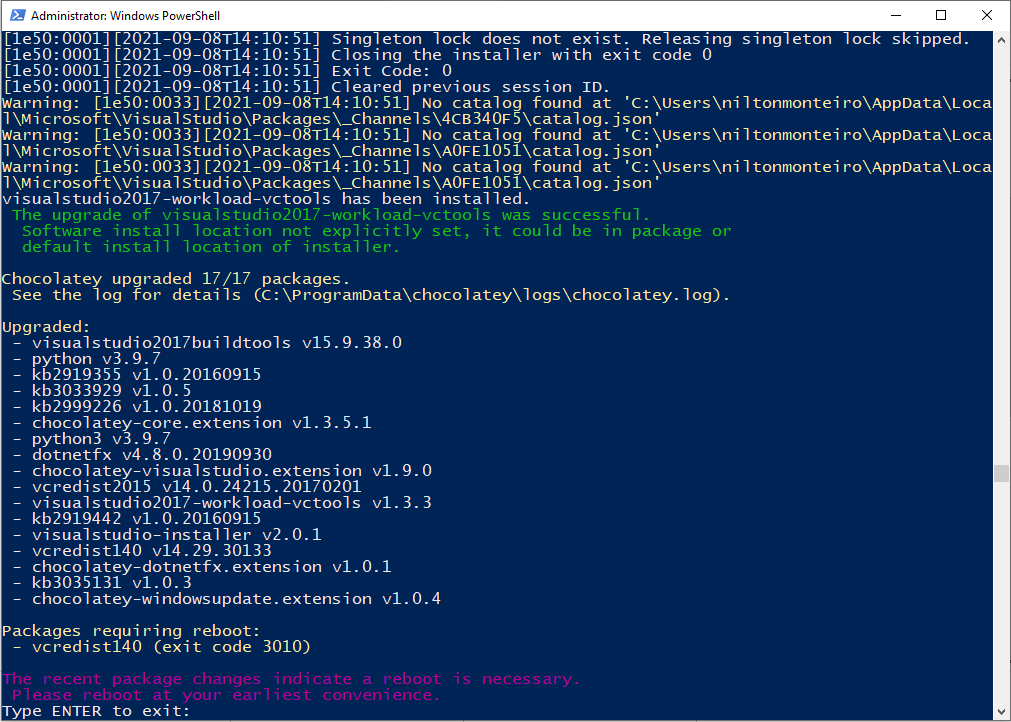 Administrator: Windows PowerShell
[1e50:0001][2021-09-08T14:10:51] Singleton lock does not exist. Releasing singleton lock skipped.
[1e50:0001][2021-09-08T14:10:51] Closing the installer with exit code 0
[1e50:0001][2021-09-08T14:10:51] Exit Code: 0
[1e50:0001][2021-09-08T14:10:51] Cleared previous session ID.
Warning: [1e50:0033][2021-09-08T14:10:51] No catalog found at 'C:\Users\niltonmonteiro\AppData\Loca
l\Microsoft\VisualStudio\Packages\_Channels\4CB340F5\catalog.json'
Warning: [1e50:0033][2021-09-08T14:10:51] No catalog found at 'C:\Users\niltonmonteiro\AppData\Loca
l\Microsoft\VisualStudio\Packages\_Channels\A0FE1051\catalog.json'
Warning: [1e50:0033][2021-09-08T14:10:51] No catalog found at 'C:\Users\niltonmonteiro\AppData\Loca
l\Microsoft\VisualStudio\Packages\_Channels\A0FE1051\catalog.json'
visualstudio2017-workload-vctools has been installed.
The upgrade of visualstudio2017-workload-vctools was successful.
Software install location not explicitly set, it could be in package or
default install location of installer.
Chocolatey upgraded 17/17 packages.
See the log for details (C:\ProgramData\chocolatey\logs\chocolatey.log).
Upgraded:
- visualstudio2017buildtools v15.9.38.0
- python v3.9.7
- kb2919355 v1.0.20160915
- kb3033929 v1.0.5
- kb2999226 v1.0.20181019
- chocolatey-core.extension v1.3.5.1
- python3 v3.9.7
- dotnetfx v4.8.0.20190930
- chocolatey-visualstudio.extension v1.9.0
- vcredist2015 v14.0.24215.20170201
- visualstudio2017-workload-vctools v1.3.3
- kb2919442 v1.0.20160915
- visualstudio-installer v2.0.1
- vcredist140 v14.29.30133
- chocolatey-dotnetfx.extension v1.0.1
- kb3035131 v1.0.3
- chocolatey-windowsupdate.extension v1.0.4
Packages requiring reboot:
- vcredist140 (exit code 3010)
The recent package changes indicate a reboot is necessary.
Please reboot at your earliest convenience.
Type ENTER to exit: